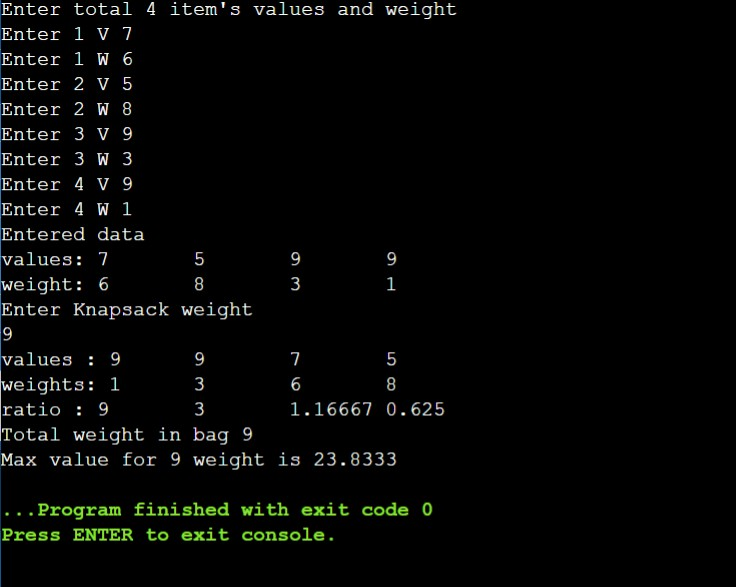 Enter total 4 item's values and weight
Enter 1 V 7
Enter 1 W 6
Enter 2 V 5
Enter 2 W 8
Enter 3 V 9
Enter 3 W 3
Enter 4 V 9
Enter 4 W 1
Entered data
values: 7 5 9 9
weight: 6 8 3 1
Enter Knapsack weight
9
values : 9 9 7 5
weights: 1 3 6 8
ratio : 9 3 1.16667 0.625
Total weight in bag 9
Max value for 9 weight is 23.8333
...Program finished with exit code 0
Press ENTER to exit console.